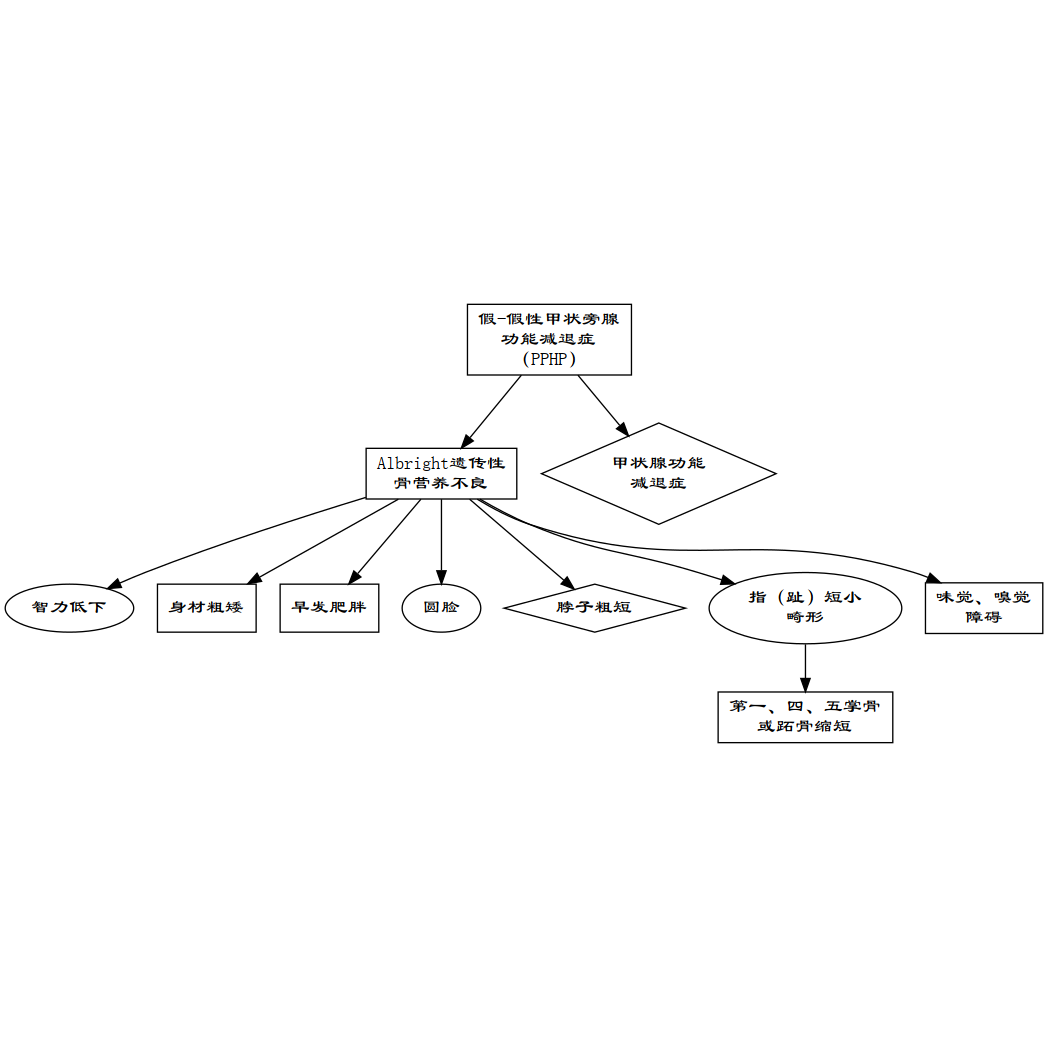 假-假性甲状旁腺
功能减退症
(PPHP)
Albright遗传性
骨营养不良
甲状腺功能
减退症
智力低下
身材粗矮
早发肥胖
圆脸
脖子粗短
指（趾）短小
畸形
味觉、嗅觉
障碍
第一、四、五掌骨
或跖骨缩短